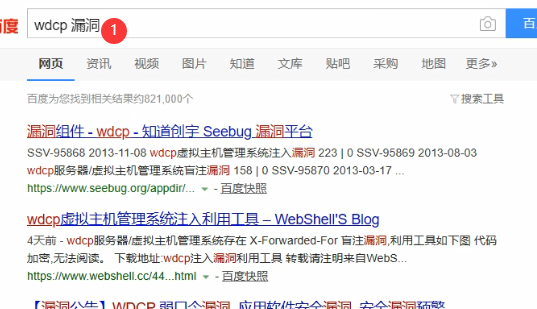 百度
wdcp 漏洞
1
百
网页 资讯 视频 图片 知道 文库 贴吧 采购 地图 更多»
百度为您找到相关结果约821,000个 搜索工具
漏洞组件 - wdcp - 知道创宇 Seebug 漏洞平台
SSV-95868 2013-11-08 wdcp虚拟主机管理系统注入漏洞 223 | 0 SSV-95869 2013-08-03
wdcp服务器/虚拟主机管理系统盲注漏洞 158 | 0 SSV-95870 2013-03-17 ...
https://www.seebug.org/appdir/... - 百度快照
wdcp虚拟主机管理系统注入利用工具 – WebShell'S Blog
4天前 - wdcp服务器/虚拟主机管理系统存在 X-Forwarded-For 盲注漏洞,利用工具如下图 代码
加密,无法阅读。 下载地址:wdcp注入漏洞利用工具 转载请注明来自WebS...
https://www.webshell.cc/44...html - 百度快照
【漏洞公告】WDCP 弱口令漏洞_应用软件安全漏洞_安全漏洞预警